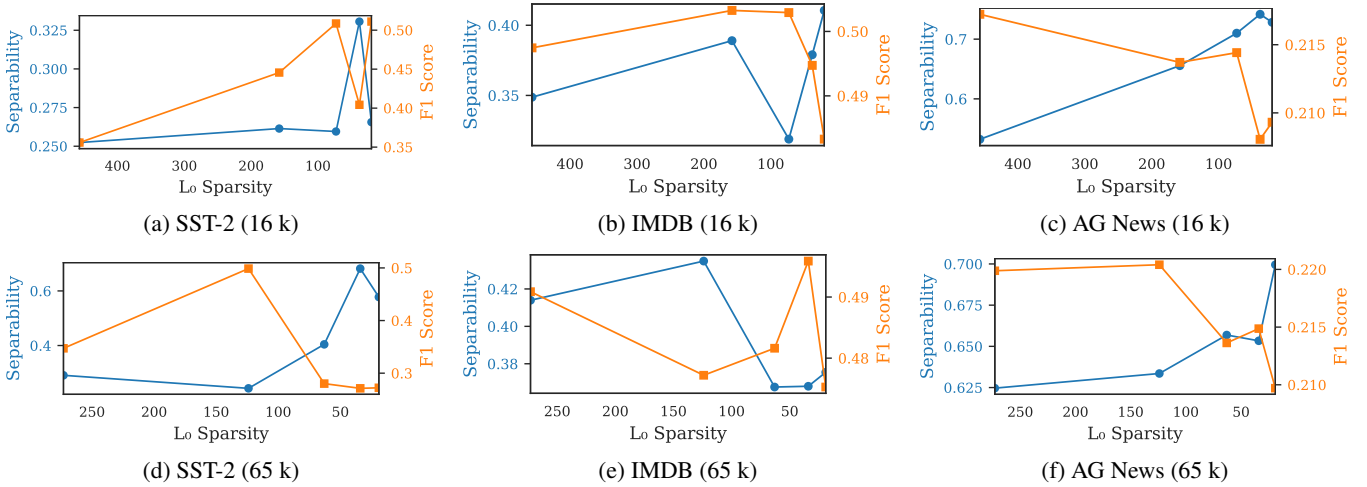 0.325
0.300
0.275
0.250
Separability
0.50
0.45
0.40
0.35
F1 Score
400 300 200 100
L₀ Sparsity
(a) SST-2 (16 k)
0.40
0.35
Separability
0.50
0.49
F1 Score
400 300 200 100
L₀ Sparsity
(b) IMDB (16 k)
0.7
0.6
Separability
0.215
0.210
F1 Score
400 300 200 100
L₀ Sparsity
(c) AG News (16 k)
0.6
0.4
Separability
0.5
0.4
0.3
F1 Score
250 200 150 100 50
L₀ Sparsity
(d) SST-2 (65 k)
0.42
0.40
0.38
Separability
0.49
0.48
F1 Score
250 200 150 100 50
L₀ Sparsity
(e) IMDB (65 k)
0.700
0.675
0.650
0.625
Separability
0.220
0.215
0.210
F1 Score
250 200 150 100 50
L₀ Sparsity
(f) AG News (65 k)